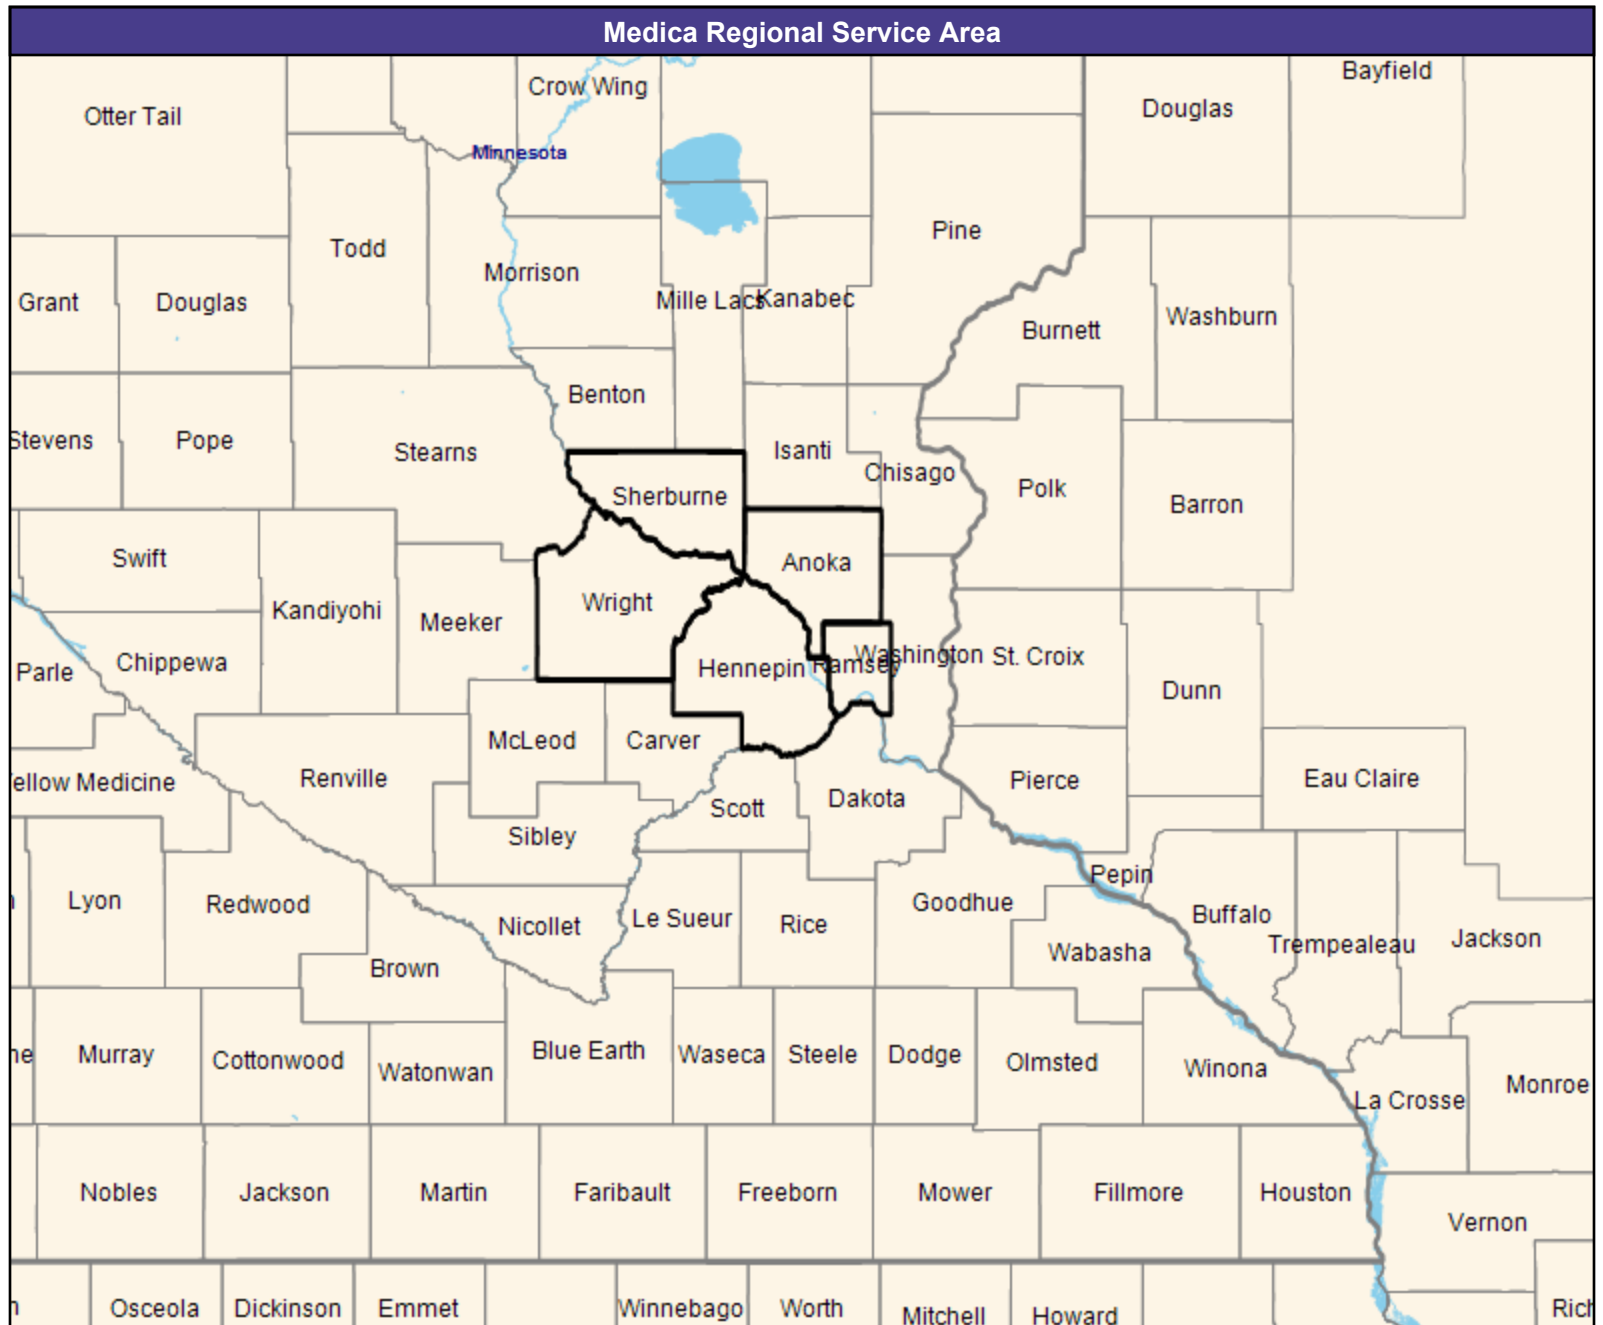 Medica Regional Service Area
Bayfield
Crow Wing
Douglas
Otter Tail
Minnesota
Pine
Todd
Morrison
Mille Lacs
Kanabec
Grant
Douglas
Washburn
Burnett
Benton
Stevens
Pope
Stearns
Isanti
Chisago
Polk
Sherburne
Barron
Swift
Anoka
Wright
Kandiyohi
Meeker
Washington
St. Croix
Chippewa
Hennepin
Ramsey
Parle
Dunn
McLeod
Carver
Renville
ellow Medicine
Pierce
Eau Claire
Dakota
Scott
Sibley
Pepin
Lyon
Redwood
Goodhue
Buffalo
Le Sueur
Nicollet
Rice
Jackson
Trempealeau
Wabasha
Brown
Blue Earth
ne
Murray
Waseca
Steele
Dodge
Cottonwood
Olmsted
Winona
Watonwan
Monroe
La Crosse
Nobles
Jackson
Martin
Faribault
Freeborn
Mower
Fillmore
Houston
Vernon
n
Osceola
Dickinson
Emmet
Winnebago
Worth
Mitchell
Howard
Rich